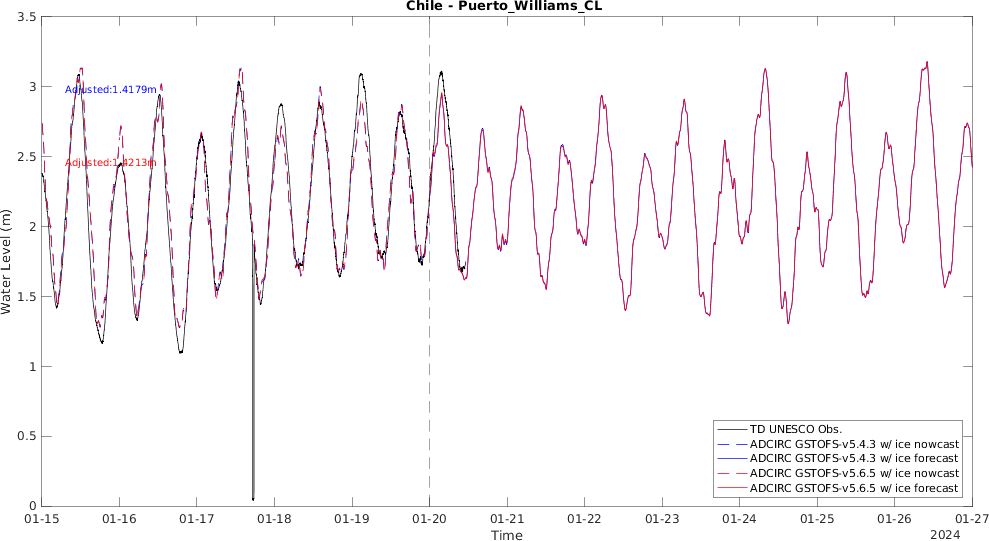 Chile - Puerto_Williams_CL
3.5
3
2.5
2
1.5
1
0.5
0
Water Level (m)
Adjusted:1.4179m
Adjusted:1.4213m
TD UNESCO Obs.
ADCIRC GSTOFS-v5.4.3 w/ ice nowcast
ADCIRC GSTOFS-v5.4.3 w/ ice forecast
ADCIRC GSTOFS-v5.6.5 w/ ice nowcast
ADCIRC GSTOFS-v5.6.5 w/ ice forecast
01-15 01-16 01-17 01-18 01-19 01-20 01-21 01-22 01-23 01-24 01-25 01-26 01-27
Time
2024